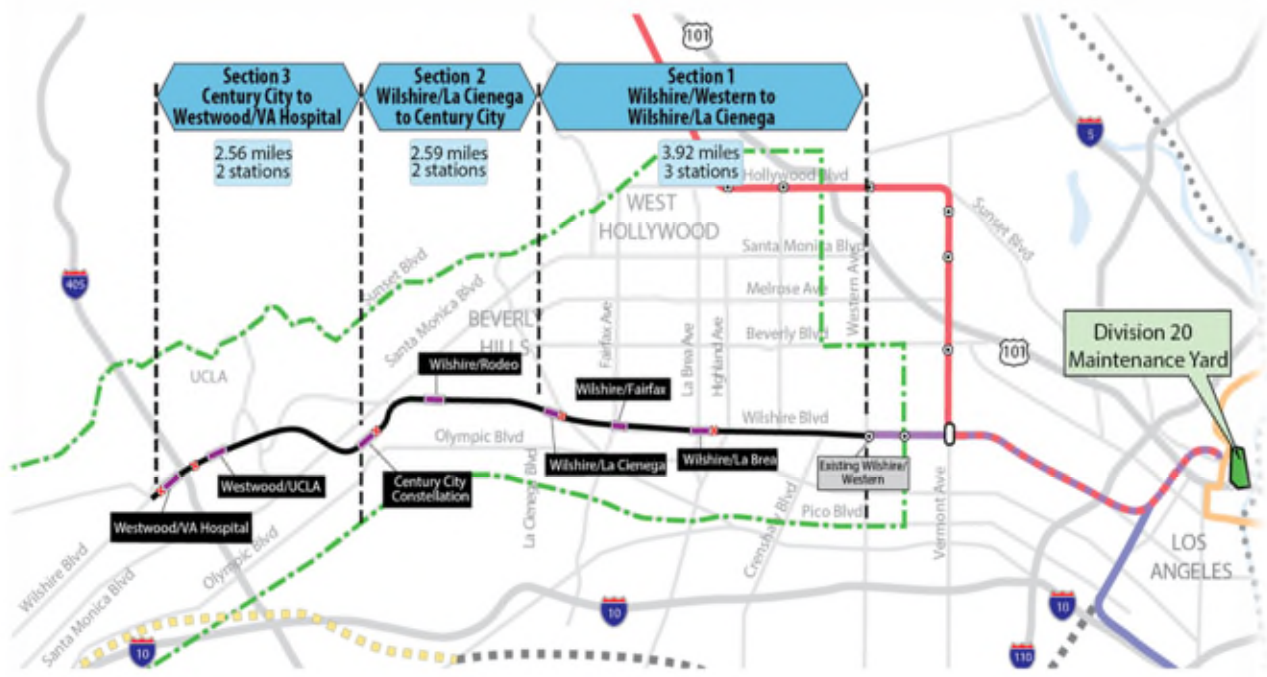 101
Section 3
Century City to
Westwood/VA Hospital
Section 2
Wilshire/La Cienega
to Century City
Section 1
Wilshire/Western to
Wilshire/La Cienega
5
2.56 miles
2 stations
2.59 miles
2 stations
3.92 miles
3 stations
Hollywood Blvd
WEST
HOLLYWOOD
Sunset Blvd
Santa Monica Blvd
Sunset Blvd
405
Western Ave
Melrose Ave
Santa Monica Blvd
BEVERLY
HILLS
Fairfax Ave
La Brea Ave
Highland Ave
Beverly Blvd
101
Division 20
Maintenance Yard
UCLA
Wilshire/Rodeo
Wilshire/Fairfax
Wilshire Blvd
Olympic Blvd
Wilshire/La Cienega
Wilshire/La Brea
Existing Wilshire/
Western
Westwood/UCLA
Century City
Constellation
La Cienega Blvd
Crenshaw Blvd
Pico Blvd
Vermont Ave
Westwood/VA Hospital
LOS
ANGELES
Wilshire Blvd
Santa Monica Blvd
Olympic Blvd
10
10
10
110